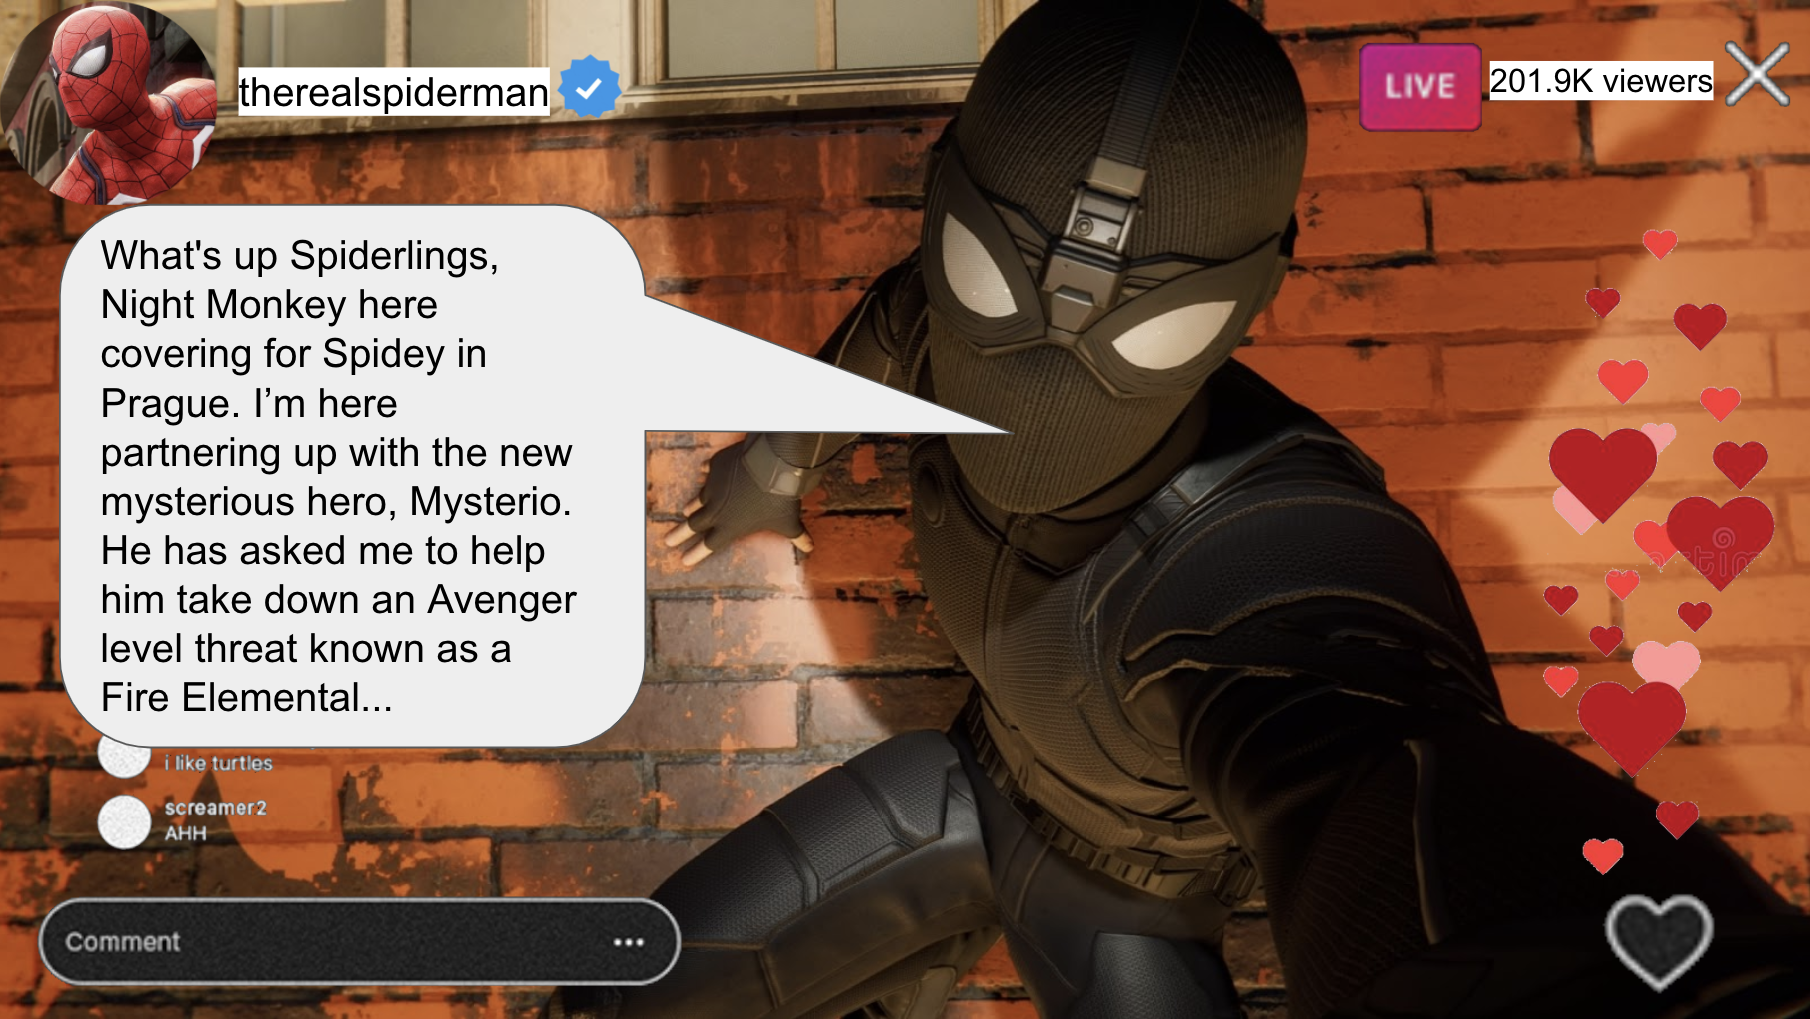 therealspiderman
LIVE
201.9K viewers
What's up Spiderlings,
Night Monkey here
covering for Spidey in
Prague. I’m here
partnering up with the new
mysterious hero, Mysterio.
He has asked me to help
him take down an Avenger
level threat known as a
Fire Elemental...
i like turtles
screamer2
AHH
Comment